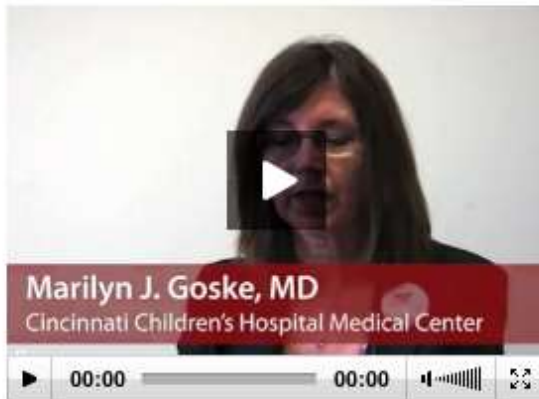 Marilyn J. Goske, MD
Cincinnati Children's Hospital Medical Center
00:00 00:00